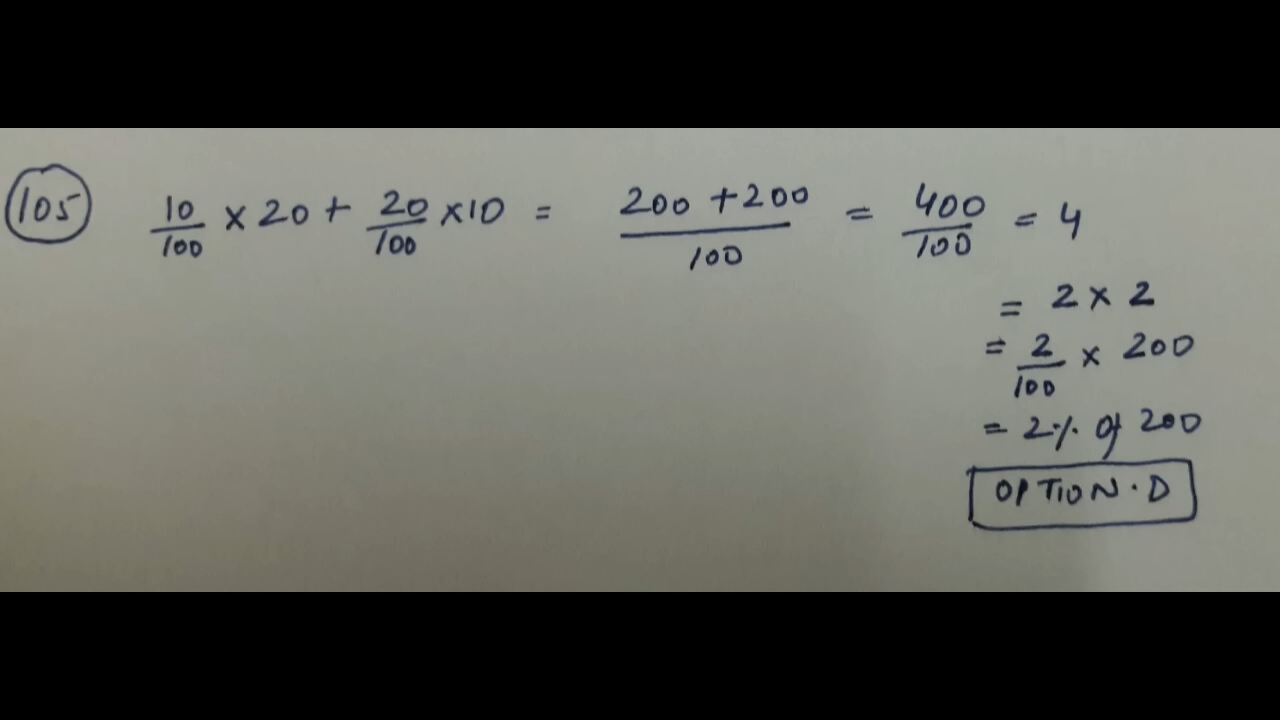 105 10/100 × 20 + 20/100 × 10 = 200 + 200/100 = 400/100 = 4
= 2 × 2
= 2/100 × 200
= 2% of 200
OPTION. D